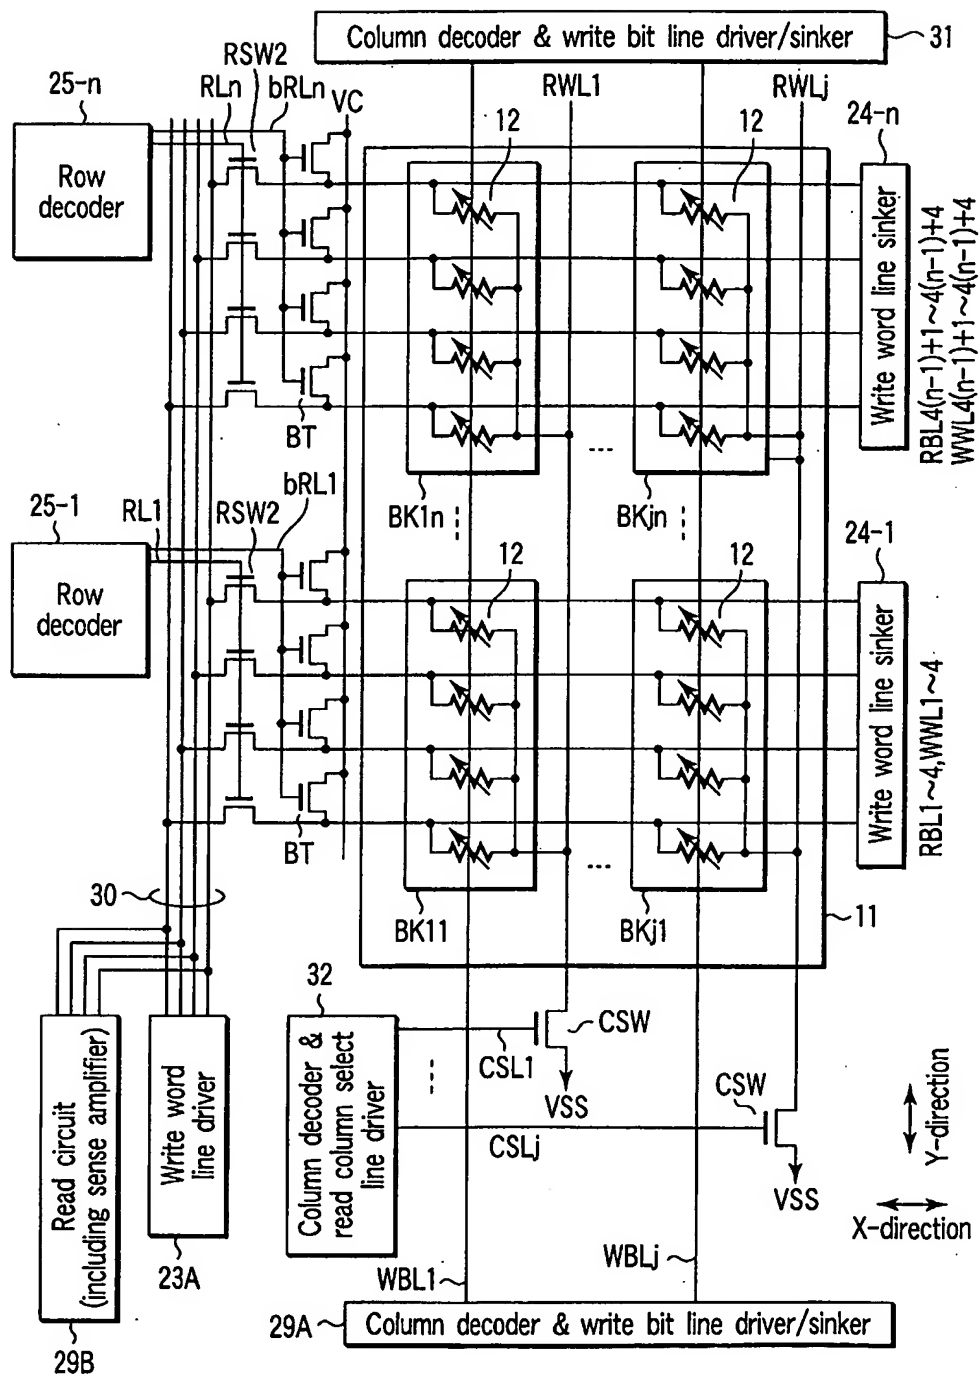 Column decoder & write bit line driver/sinker
31
RSW2
25-n
RLn
bRLn
VC
RWL1
RWLj
12
12
24-n
Row
decoder
Write word line sinker
RBL4(n-1)+1~4(n-1)+4
WWL4(n-1)+1~4(n-1)+4
BT
BK1n
...
BKjn
25-1
RL1
RSW2
bRL1
12
12
24-1
Row
decoder
Write word line sinker
RBL1~4,WWL1~4
BT
30
BK11
...
BKj1
11
32
Column decoder &
read column select
line driver
CSL1
CSW
VSS
CSLj
CSW
VSS
Y-direction
X-direction
Read circuit
(including sense amplifier)
Write word
line driver
23A
29B
WBL1
WBLj
29A
Column decoder & write bit line driver/sinker